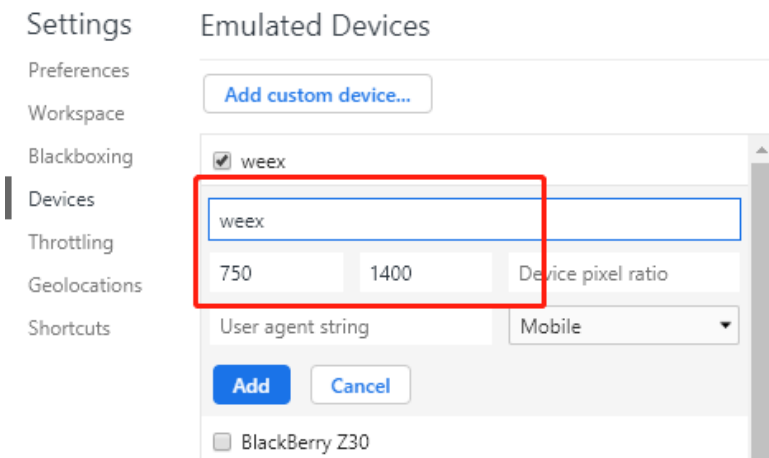 Settings
Preferences
Workspace
Blackboxing
Devices
Throttling
Geolocations
Shortcuts
Emulated Devices
Add custom device...
weex
weex
750 1400 Device pixel ratio
User agent string Mobile
Add Cancel
BlackBerry Z30